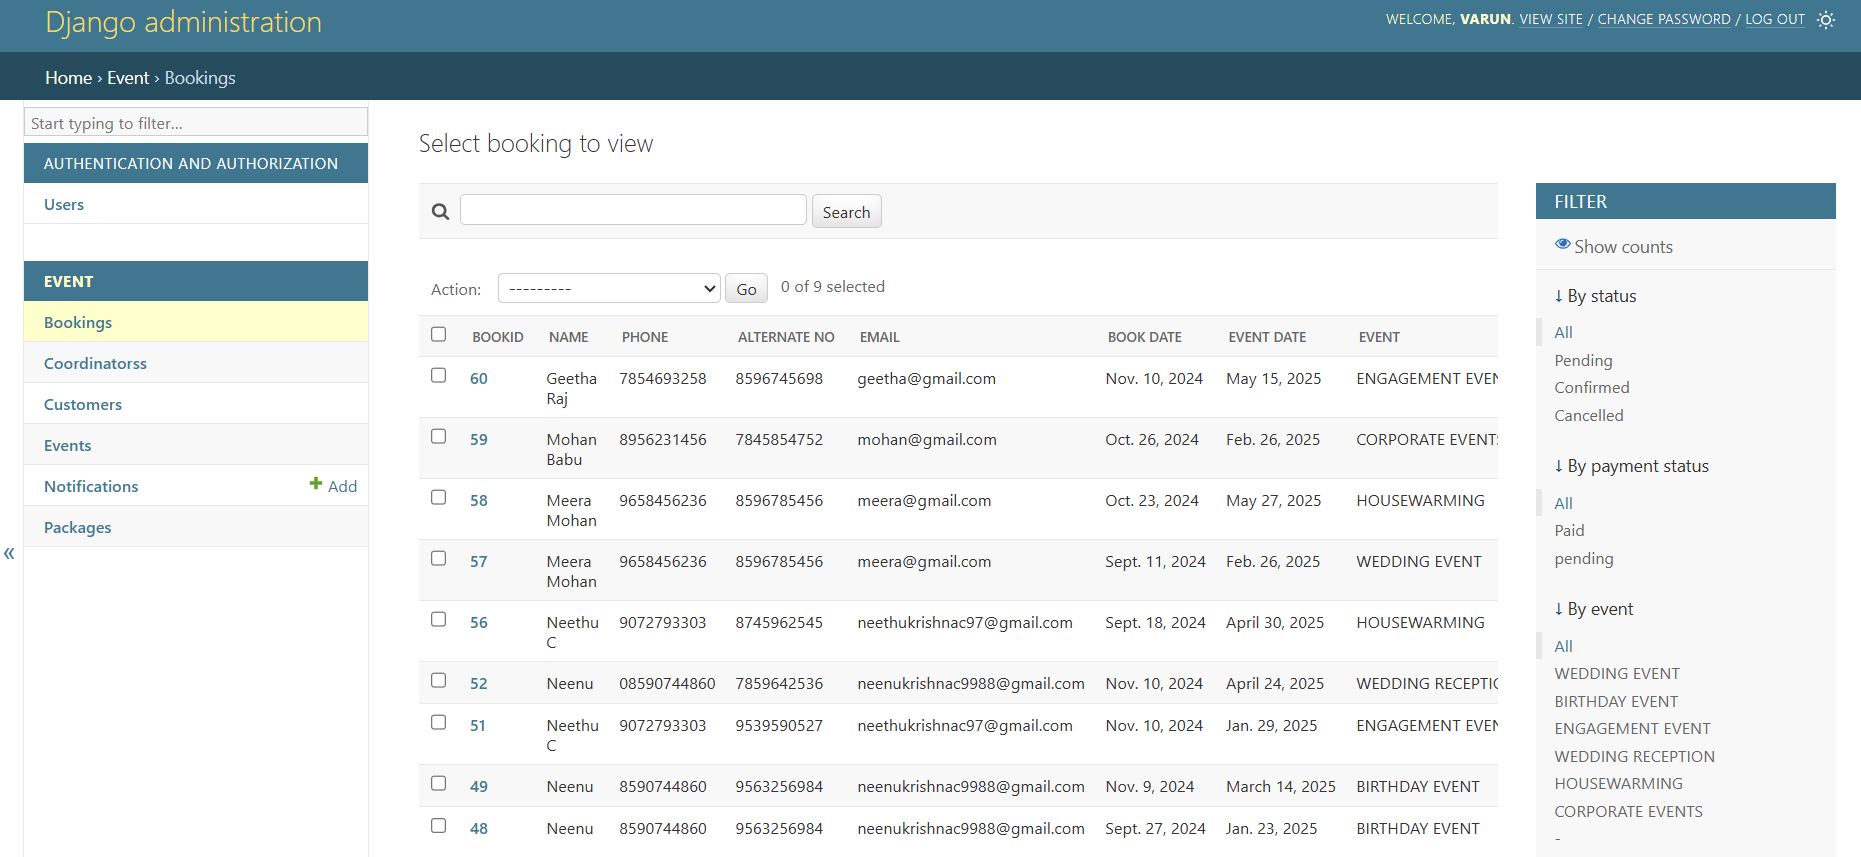 Django administration
WELCOME, VARUN. VIEW SITE / CHANGE PASSWORD / LOG OUT
Home › Event › Bookings
Start typing to filter...
AUTHENTICATION AND AUTHORIZATION
Users
EVENT
Bookings
Coordinatorss
Customers
Events
Notifications Add
Packages
«
Select booking to view
Search
Action: --------- Go 0 of 9 selected
BOOKID NAME PHONE ALTERNATE NO EMAIL BOOK DATE EVENT DATE EVENT
60 Geetha Raj 7854693258 8596745698 geetha@gmail.com Nov. 10, 2024 May 15, 2025 ENGAGEMENT EVEN
59 Mohan Babu 8956231456 7845854752 mohan@gmail.com Oct. 26, 2024 Feb. 26, 2025 CORPORATE EVENTS
58 Meera Mohan 9658456236 8596785456 meera@gmail.com Oct. 23, 2024 May 27, 2025 HOUSEWARMING
57 Meera Mohan 9658456236 8596785456 meera@gmail.com Sept. 11, 2024 Feb. 26, 2025 WEDDING EVENT
56 Neethu C 9072793303 8745962545 neethukrishnac97@gmail.com Sept. 18, 2024 April 30, 2025 HOUSEWARMING
52 Neenu 08590744860 7859642536 neenukrishnac9988@gmail.com Nov. 10, 2024 April 24, 2025 WEDDING RECEPTIO
51 Neethu C 9072793303 9539590527 neethukrishnac97@gmail.com Nov. 10, 2024 Jan. 29, 2025 ENGAGEMENT EVEN
49 Neenu 8590744860 9563256984 neenukrishnac9988@gmail.com Nov. 9, 2024 March 14, 2025 BIRTHDAY EVENT
48 Neenu 8590744860 9563256984 neenukrishnac9988@gmail.com Sept. 27, 2024 Jan. 23, 2025 BIRTHDAY EVENT
FILTER
Show counts
↓ By status
All
Pending
Confirmed
Cancelled
↓ By payment status
All
Paid
pending
↓ By event
All
WEDDING EVENT
BIRTHDAY EVENT
ENGAGEMENT EVENT
WEDDING RECEPTION
HOUSEWARMING
CORPORATE EVENTS
-